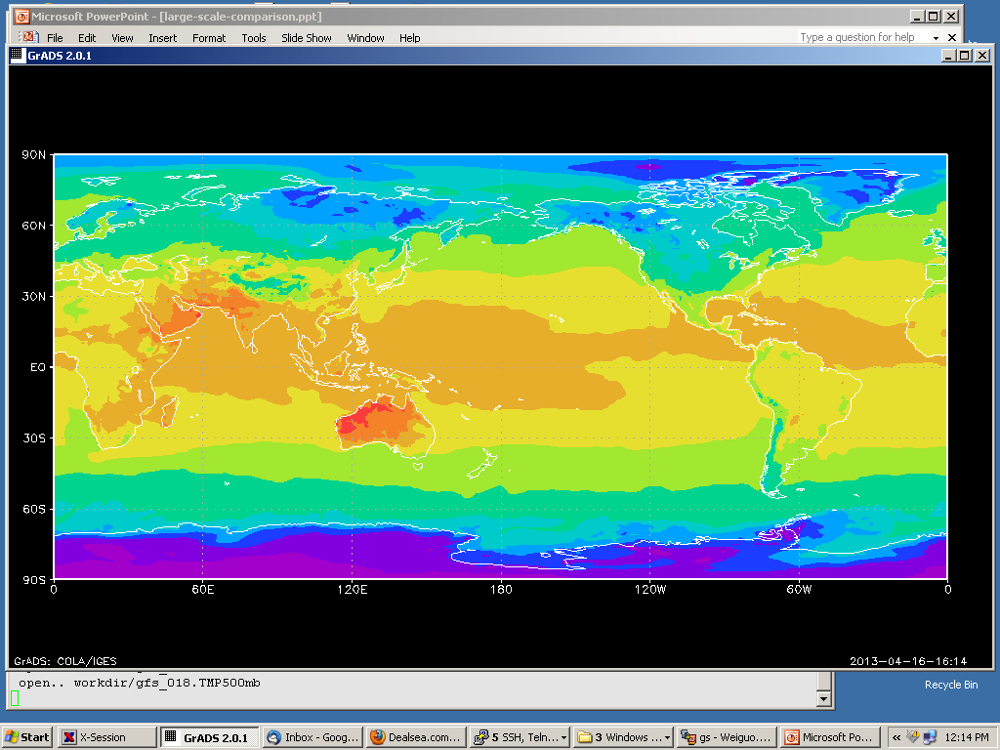 Microsoft PowerPoint - [large-scale-comparison.ppt]
File Edit View Insert Format Tools Slide Show Window Help Type a question for help
GrADS 2.0.1
90N
60N
30N
EQ
30S
60S
90S
0 60E 120E 180 120W 60W 0
GrADS: COLA/IGES 2013-04-16-16:14
open.. workdir/gfs_018.TMP500mb
Recycle Bin
Start X-Session GrADS 2.0.1 Inbox - Goog... Dealsea.com... 5 SSH, Teln... 3 Windows ... gs - Weiguo.... Microsoft Po... « 12:14 PM